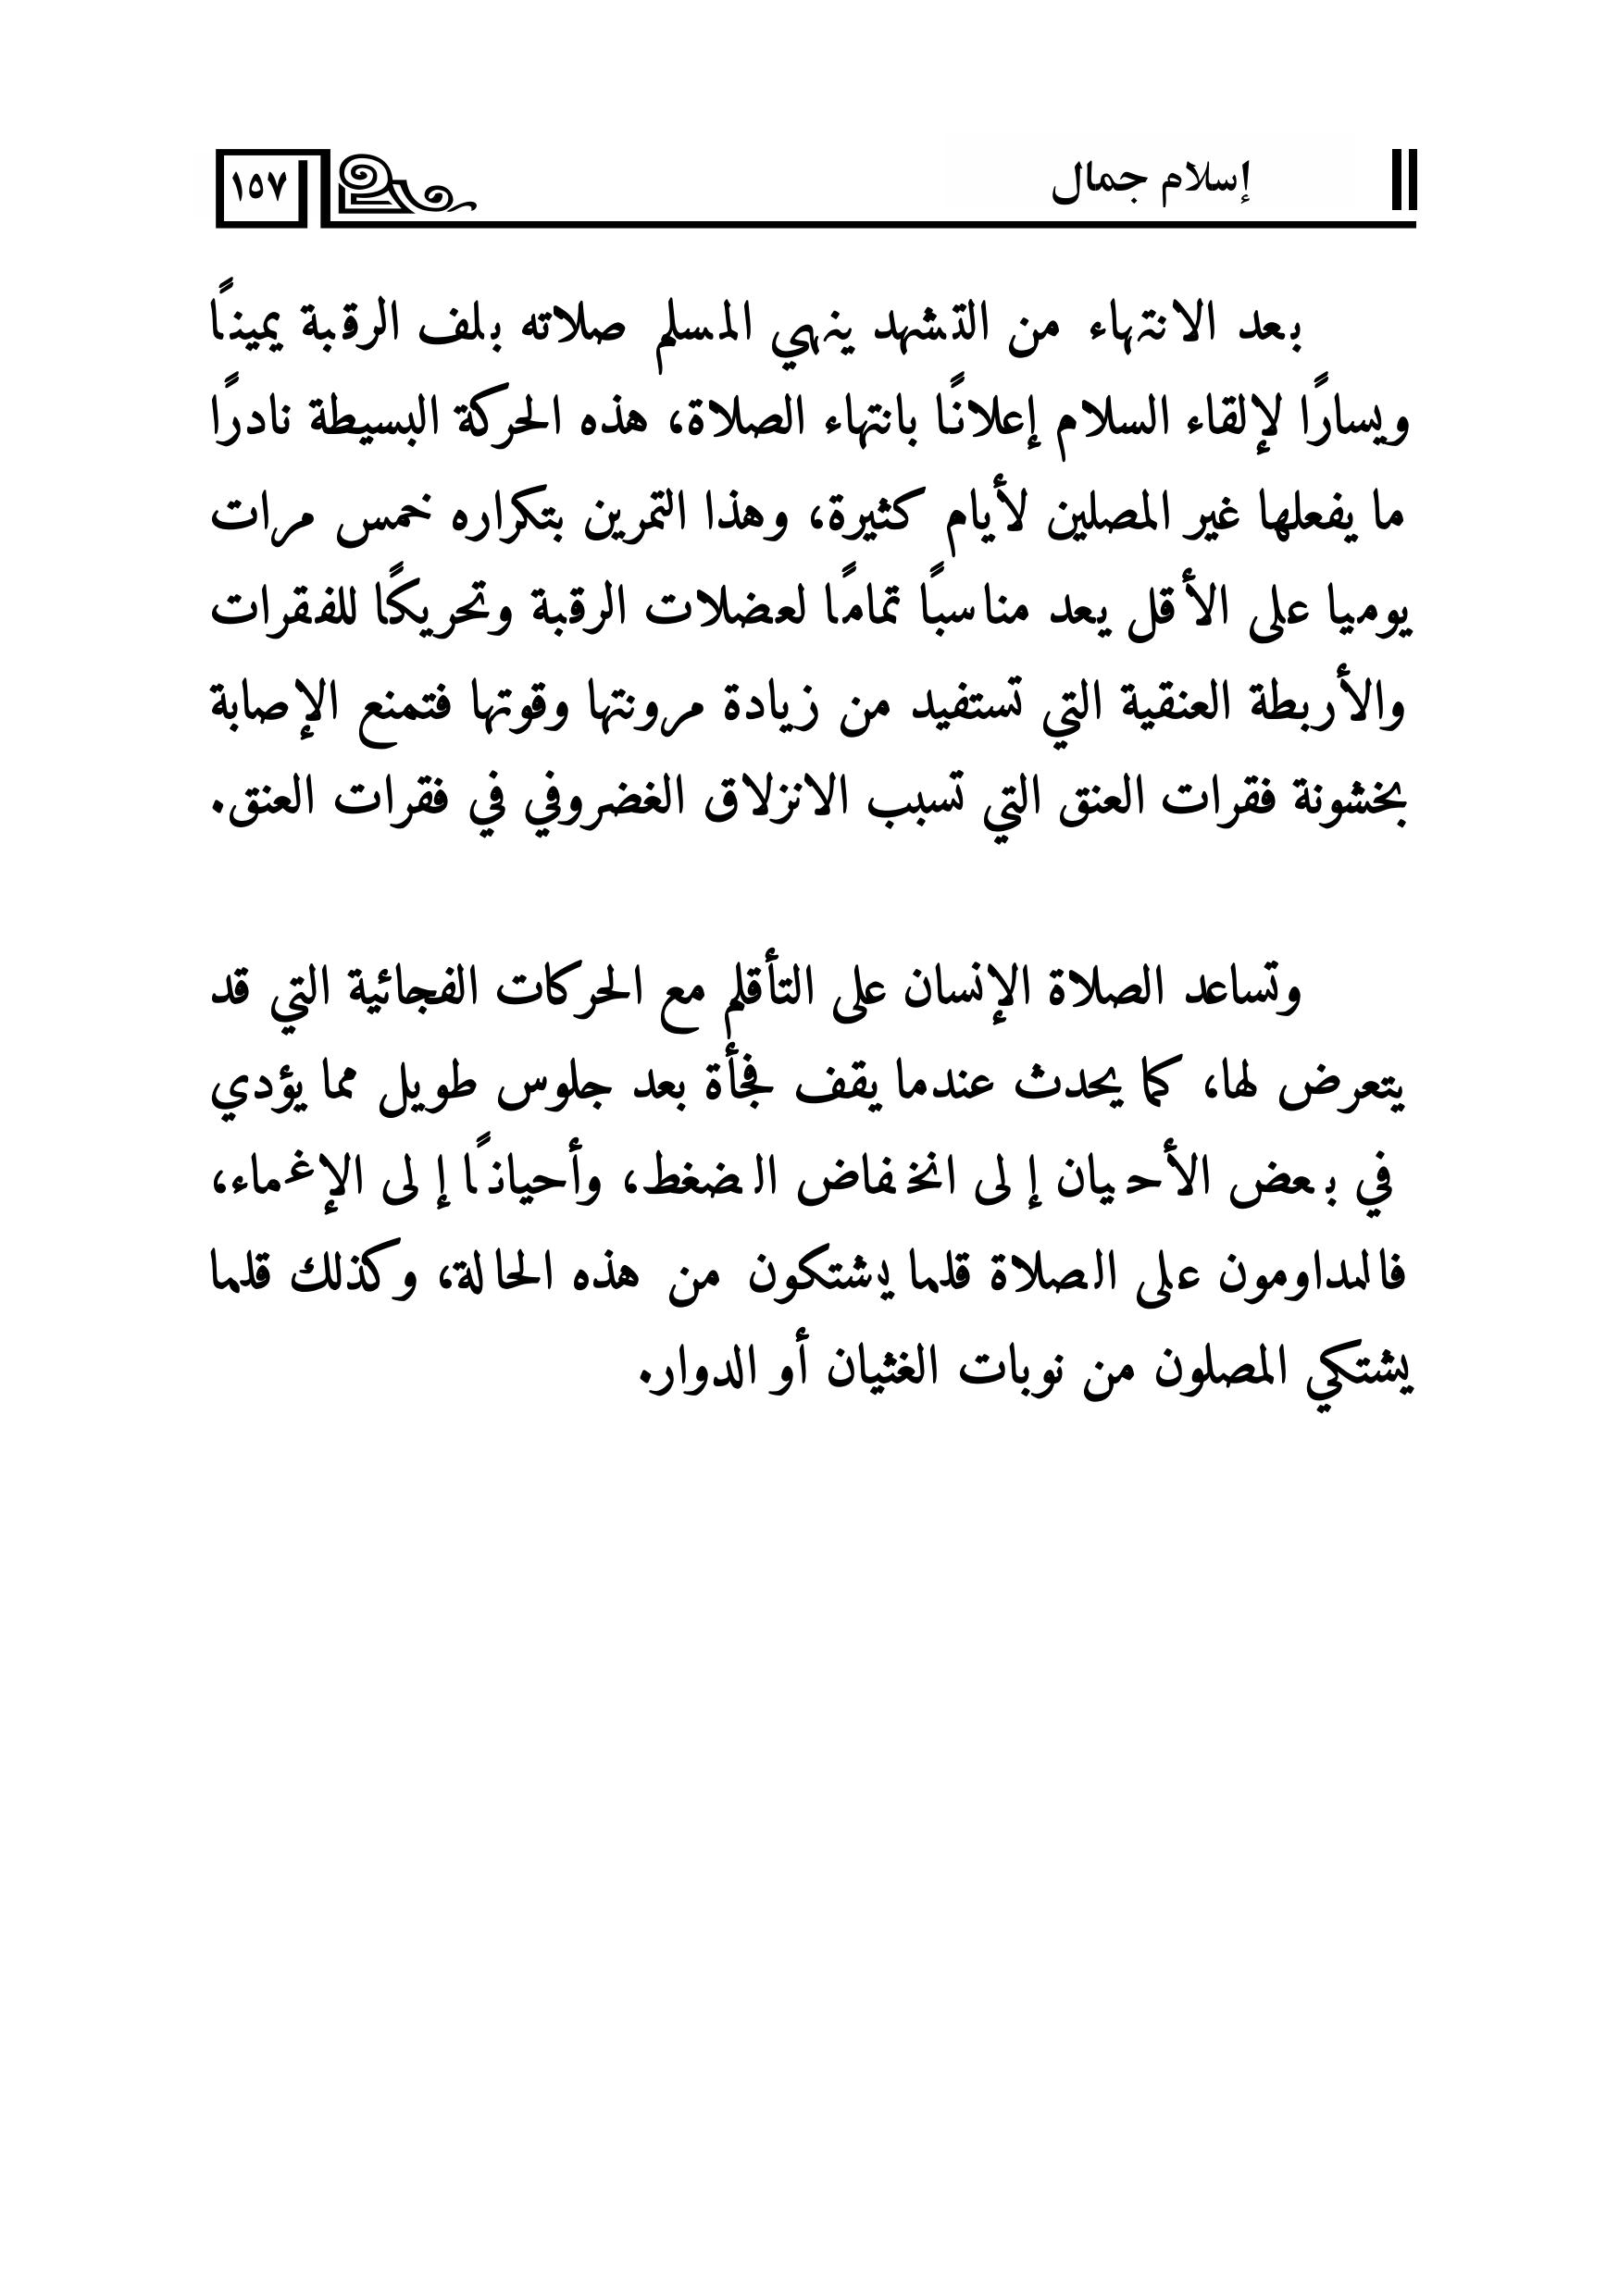 إسلام جمال
١٥٧
بعد الانتهاء من التشهد ينهي المسلم صلاته بلف الرقبة يمينًا
ويسارًا لإلقاء السلام إعلانًا بانتهاء الصلاة، هذه الحركة البسيطة نادرًا
ما يفعلها غير المصلين لأيام كثيرة، وهذا التمرين بتكراره خمس مرات
يوميا على الأقل يعد مناسبًا تمامًا لعضلات الرقبة وتحريكًا للفقرات
والأربطة العنقية التي تستفيد من زيادة مرونتها وقوتها فتمنع الإصابة
بخشونة فقرات العنق التي تسبب الانزلاق الغضروفي في فقرات العنق.
وتساعد الصلاة الإنسان على التأقلم مع الحركات الفجائية التي قد
يتعرض لها، كما يحدث عندما يقف فجأة بعد جلوس طويل مما يؤدي
في بعض الأحيان إلى انخفاض الضغط، وأحيانًا إلى الإغماء،
فالمداومون على الصلاة قلما يشتكون من هذه الحالة، وكذلك قلما
يشتكي المصلون من نوبات الغثيان أو الدوار.